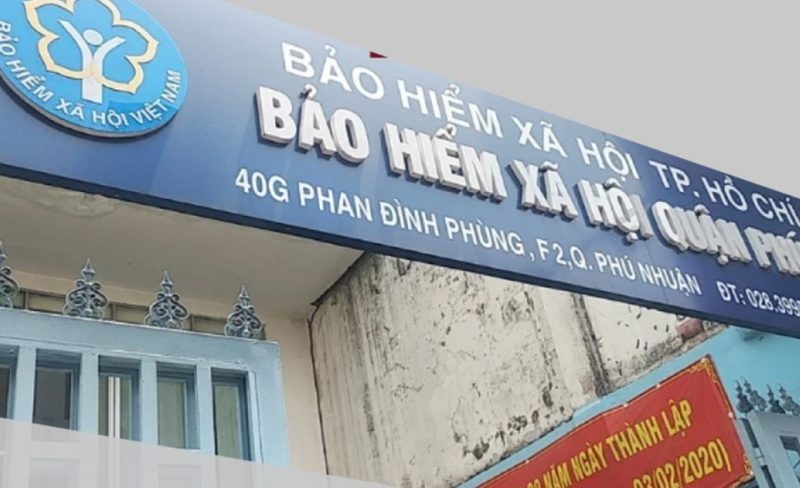 BẢO HIỂM XÃ HỘI VIỆT NAM
BẢO HIỂM XÃ HỘI TP. HỒ CHÍ
BẢO HIỂM XÃ HỘI QUẬN PHÚ
40G PHAN ĐÌNH PHÙNG, F2,Q. PHÚ NHUẬN ĐT: 028.399
NĂM NGÀY THÀNH LẬP
03/02/2020)